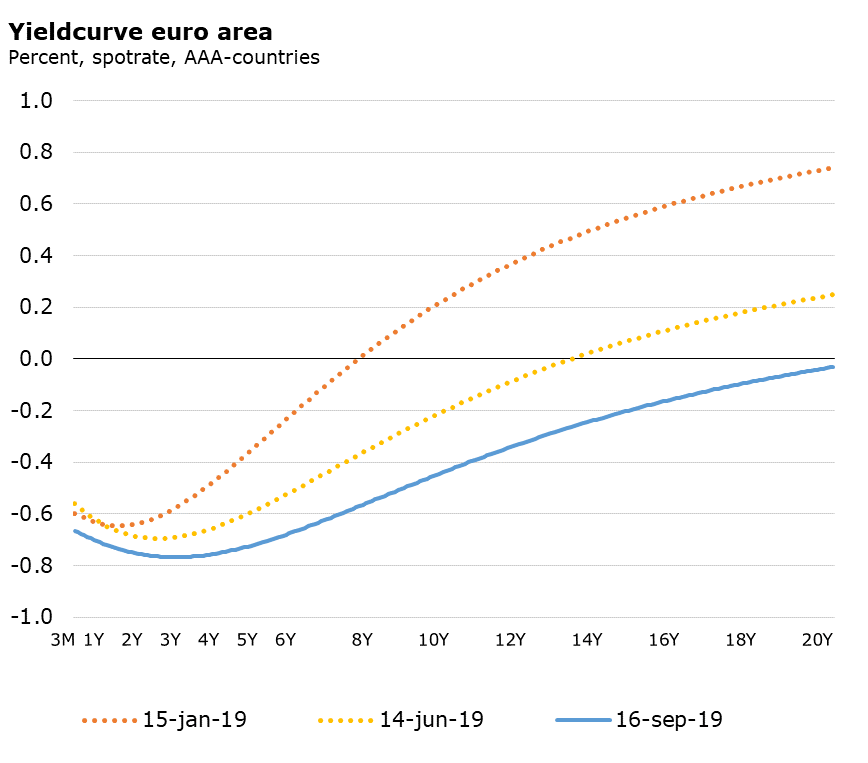 Yieldcurve euro area
Percent, spotrate, AAA-countries
1.0
0.8
0.6
0.4
0.2
0.0
-0.2
-0.4
-0.6
-0.8
-1.0
3M 1Y 2Y 3Y 4Y 5Y 6Y 8Y 10Y 12Y 14Y 16Y 18Y 20Y
15-jan-19 14-jun-19 16-sep-19